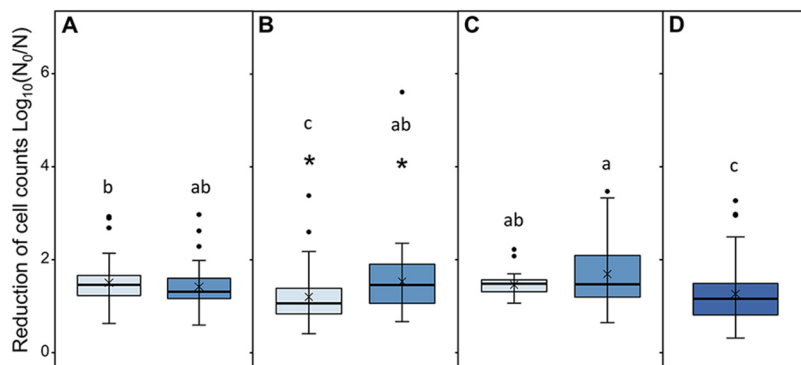 A
B
C
D
Reduction of cell counts Log₁₀(N₀/N)
6
4
2
0
b
ab
c
*
ab
*
ab
a
c